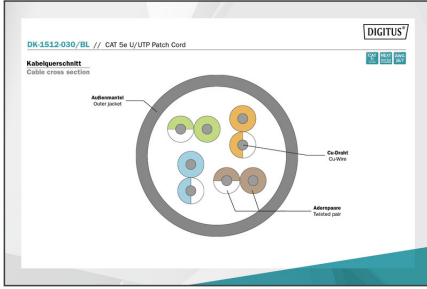 DIGITUS®
DK-1512-030/BL // CAT 5e U/UTP Patch Cord
Kabelquerschnitt
Cable cross section
Außenmantel
Outer jacket
Cu-Draht
Cu-Wire
Adernpaare
Twisted pair